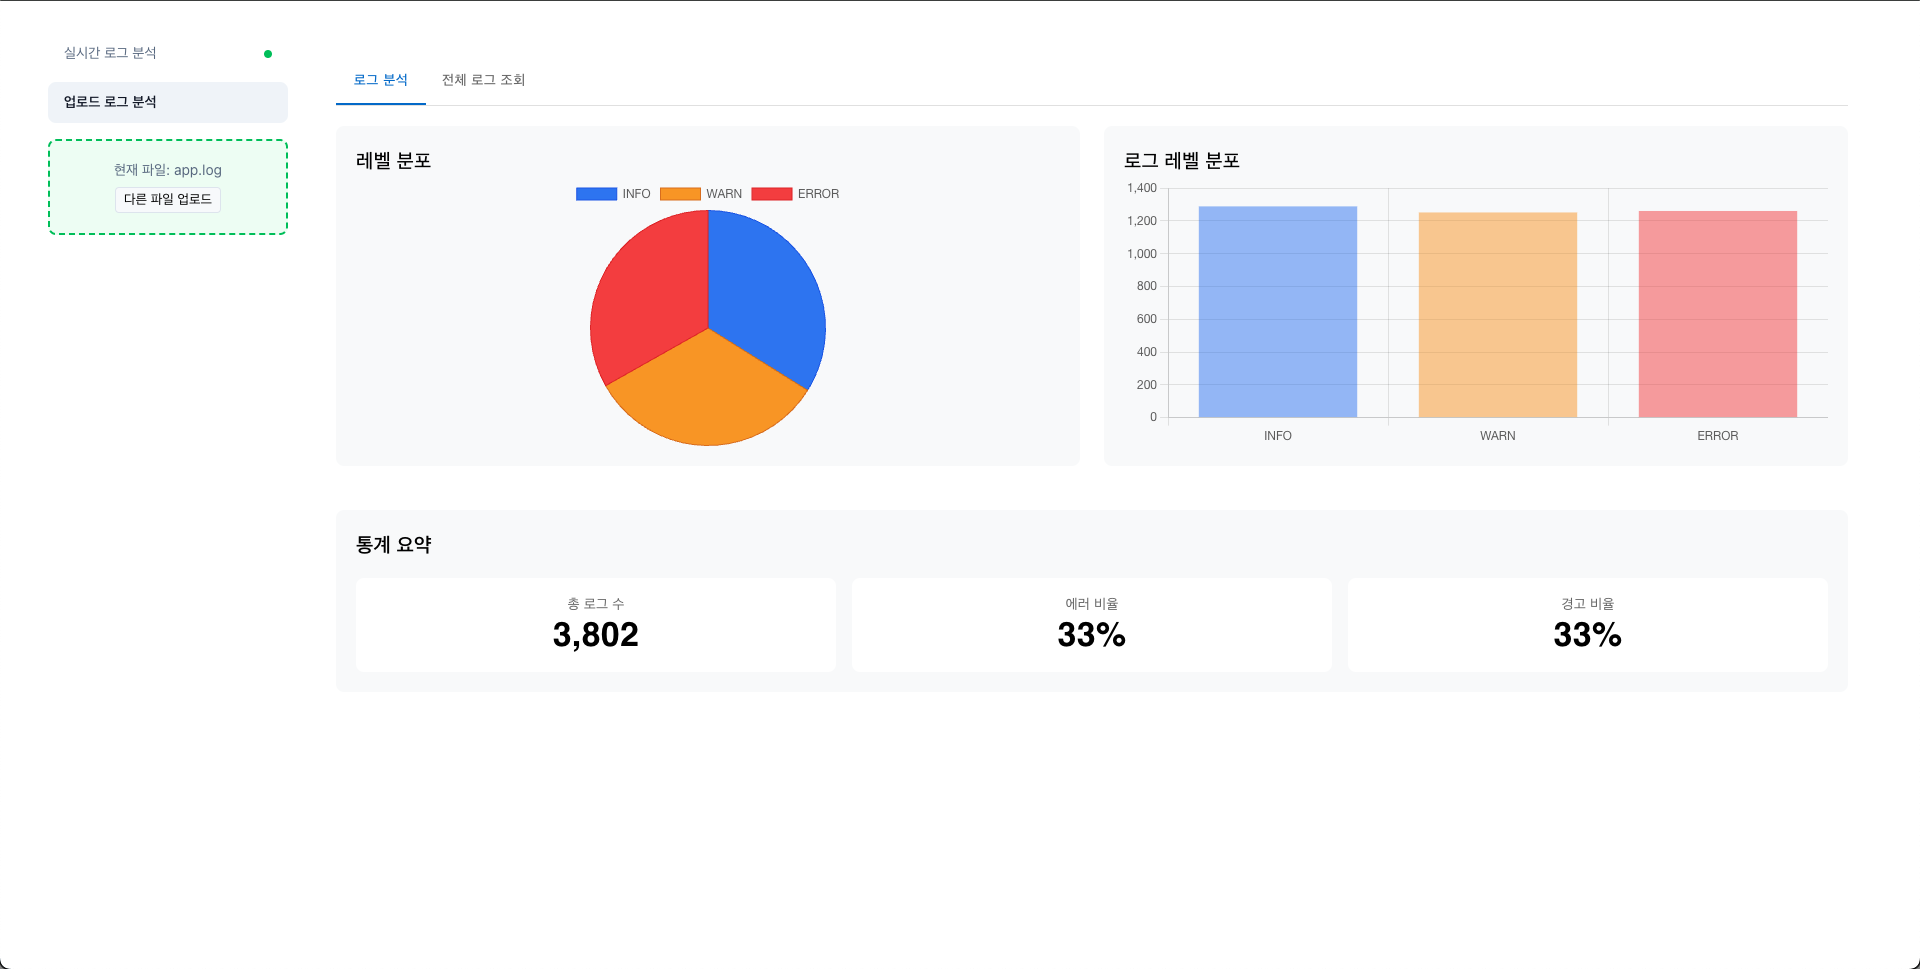 실시간 로그 분석
업로드 로그 분석
현재 파일: app.log
다른 파일 업로드
로그 분석
전체 로그 조회
레벨 분포
INFO
WARN
ERROR
로그 레벨 분포
1,400
1,200
1,000
800
600
400
200
0
INFO
WARN
ERROR
통계 요약
총 로그 수
3,802
에러 비율
33%
경고 비율
33%